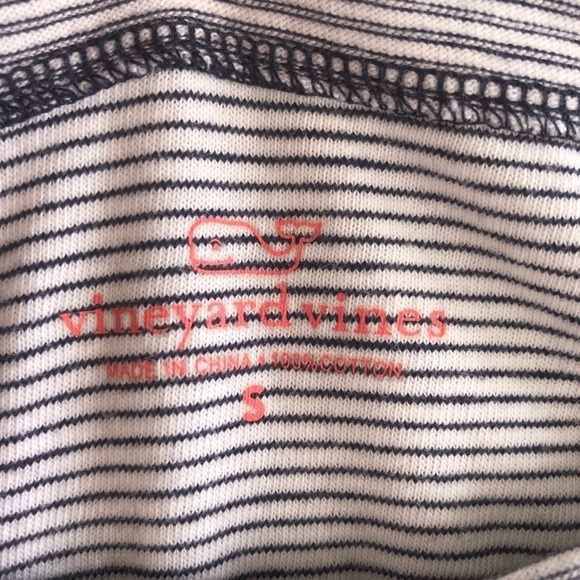 vineyard vines
MADE IN CHINA • 100% COTTON
S